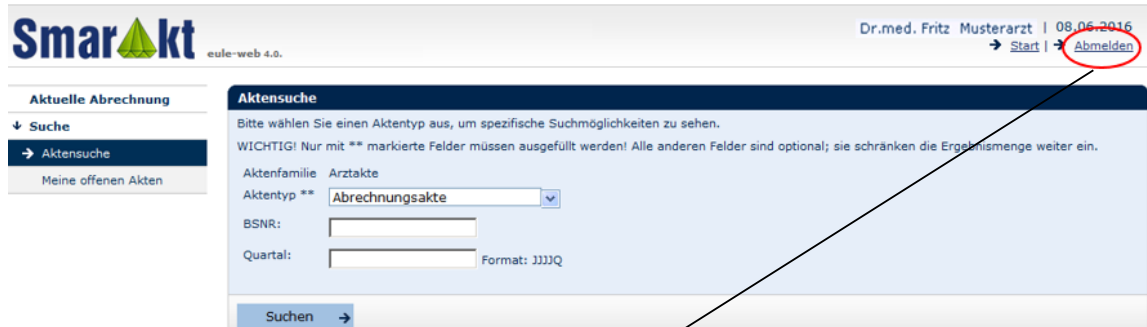 SmarAkt eule-web 4.0.
Dr.med. Fritz Musterarzt | 08.06.2016
Start | Abmelden
Aktuelle Abrechnung
Suche
Aktensuche
Meine offenen Akten
Aktensuche
Bitte wählen Sie einen Aktentyp aus, um spezifische Suchmöglichkeiten zu sehen.
WICHTIG! Nur mit ** markierte Felder müssen ausgefüllt werden! Alle anderen Felder sind optional; sie schränken die Ergebnismenge weiter ein.
Aktenfamilie Arztakte
Aktentyp ** Abrechnungsakte
BSNR:
Quartal: Format: JJJJQ
Suchen